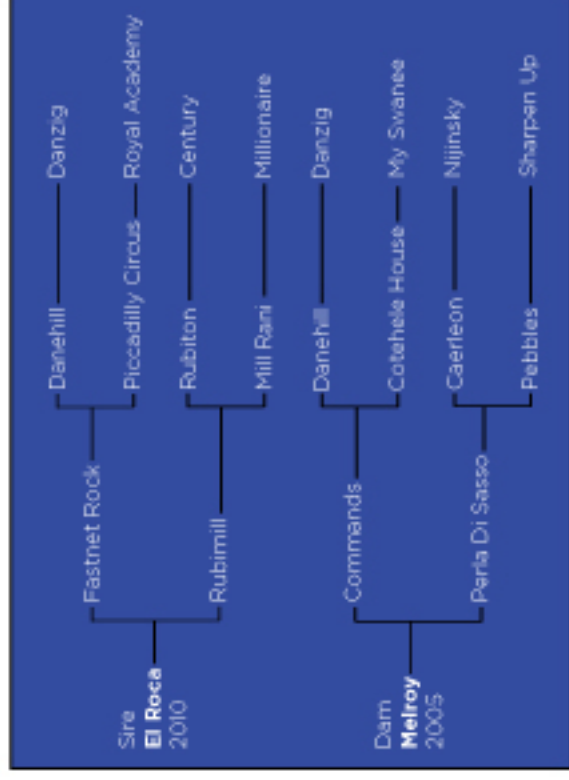 Sire
El Roca
2010
Fastnet Rock
Rubimill
Danehill
Piccadilly Circus
Rubiton
Mill Rani
Danzig
Royal Academy
Century
Millionaire
Dam
Melroy
2005
Commands
Perla Di Sasso
Danehill
Cotehele House
Caerleon
Pebbles
Danzig
My Swanee
Nijinsky
Sharpen Up